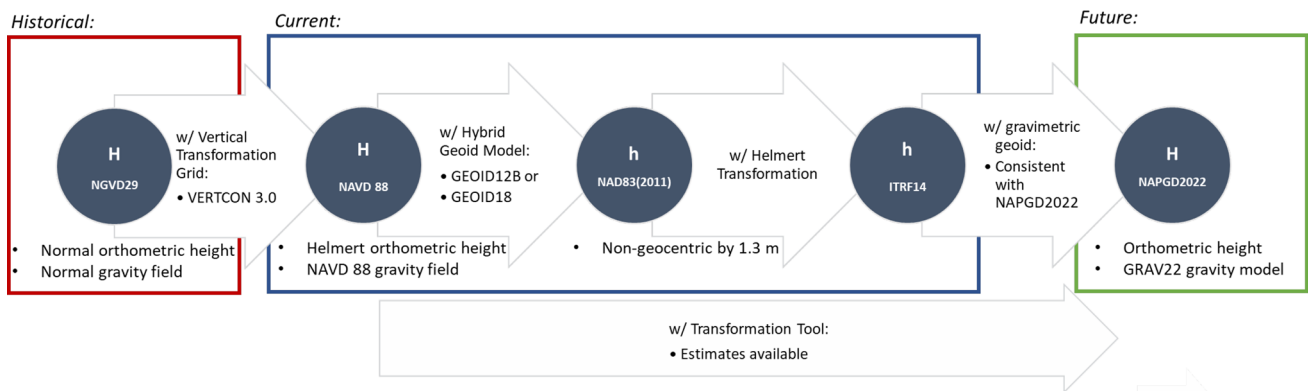 Historical:
Current:
Future:
H
NGVD29
w/ Vertical
Transformation
Grid:
• VERTCON 3.0
H
NAVD 88
w/ Hybrid
Geoid Model:
• GEOID12B or
• GEOID18
h
NAD83(2011)
w/ Helmert
Transformation
h
ITRF14
w/ gravimetric
geoid:
• Consistent
with
NAPGD2022
H
NAPGD2022
• Normal orthometric height
• Normal gravity field
• Helmert orthometric height
• NAVD 88 gravity field
• Non-geocentric by 1.3 m
• Orthometric height
• GRAV22 gravity model
w/ Transformation Tool:
• Estimates available